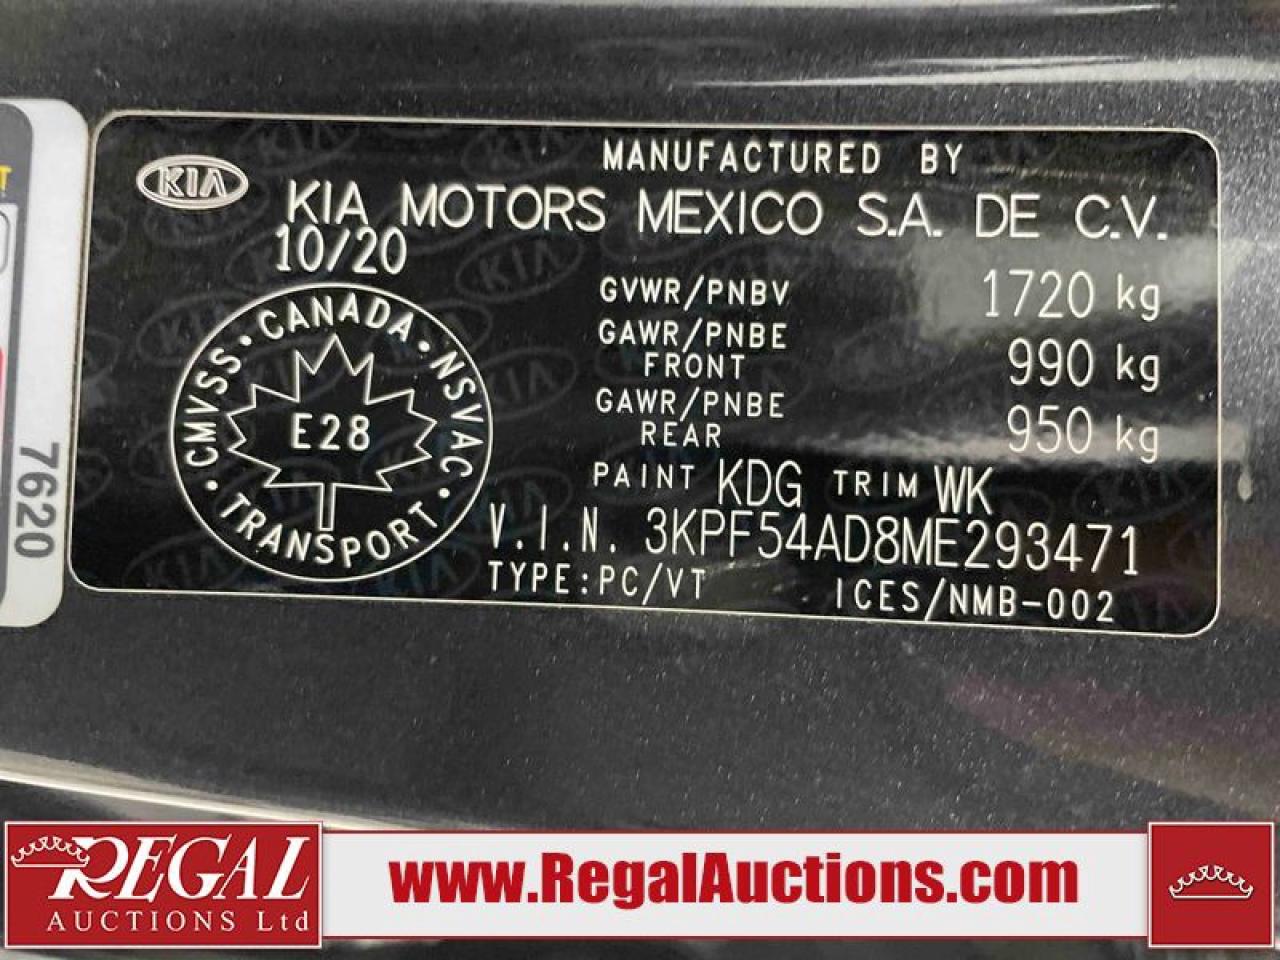 KIA
MANUFACTURED BY
KIA MOTORS MEXICO S.A. DE C.V.
10/20
GVWR/PNBV 1720 kg
GAWR/PNBE
FRONT 990 kg
GAWR/PNBE
REAR 950 kg
PAINT KDG TRIM WK
V.I.N. 3KPF54AD8ME293471
TYPE:PC/VT ICES/NMB-002
CMVSS • CANADA • NSVAC • TRANSPORT •
E28
7620
REGAL
AUCTIONS Ltd
www.RegalAuctions.com